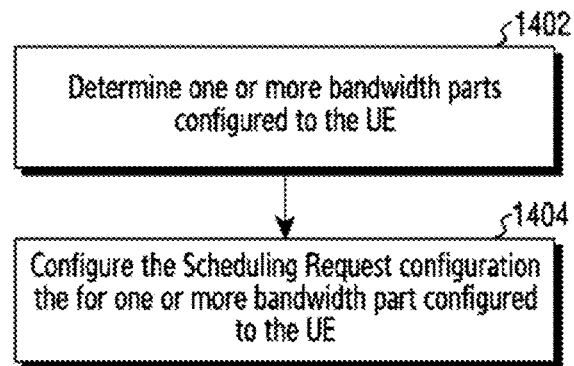 1402
Determine one or more bandwidth parts
configured to the UE
1404
Configure the Scheduling Request configuration
the for one or more bandwidth part configured
to the UE